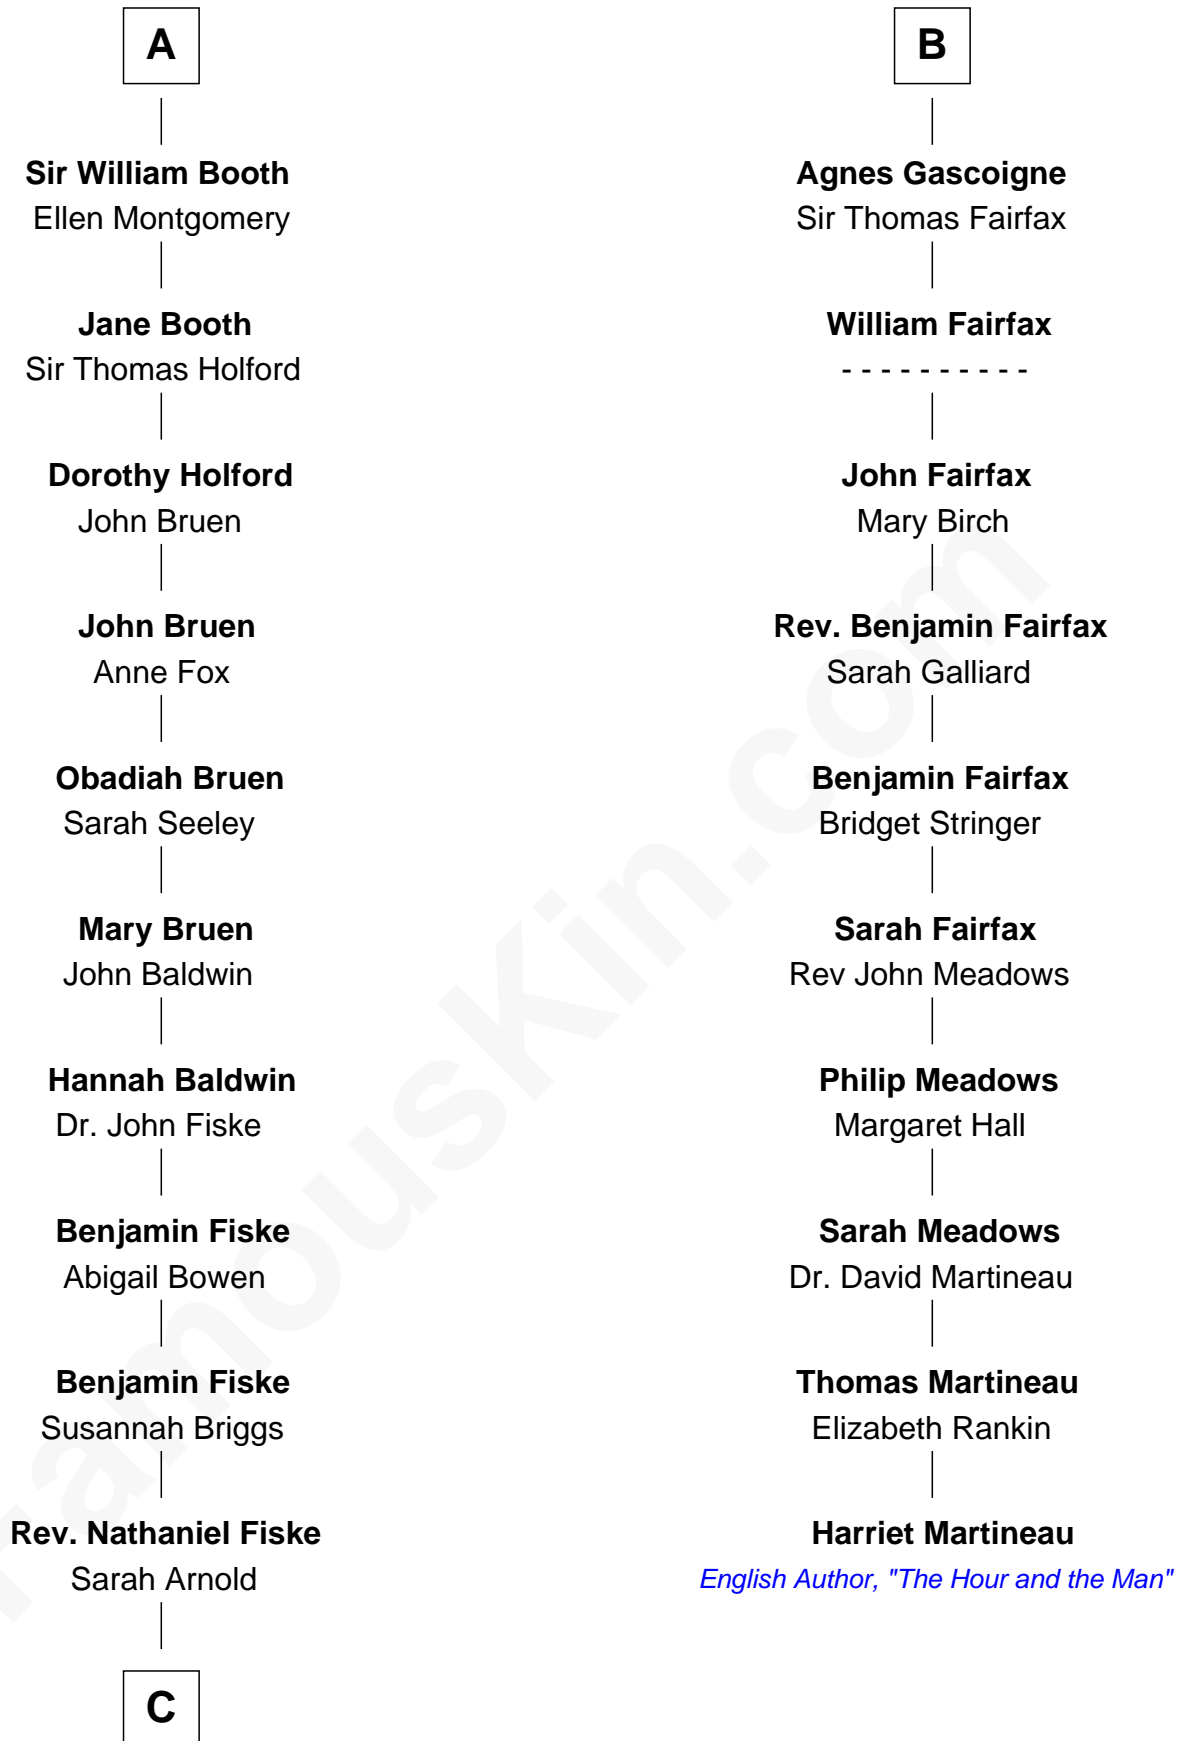 A
Sir William Booth
Ellen Montgomery
Jane Booth
Sir Thomas Holford
Dorothy Holford
John Bruen
John Bruen
Anne Fox
Obadiah Bruen
Sarah Seeley
Mary Bruen
John Baldwin
Hannah Baldwin
Dr. John Fiske
Benjamin Fiske
Abigail Bowen
Benjamin Fiske
Susannah Briggs
Rev. Nathaniel Fiske
Sarah Arnold
C
B
Agnes Gascoigne
Sir Thomas Fairfax
William Fairfax
- - - - - - - - - -
John Fairfax
Mary Birch
Rev. Benjamin Fairfax
Sarah Galliard
Benjamin Fairfax
Bridget Stringer
Sarah Fairfax
Rev John Meadows
Philip Meadows
Margaret Hall
Sarah Meadows
Dr. David Martineau
Thomas Martineau
Elizabeth Rankin
Harriet Martineau
English Author, "The Hour and the Man"
FamousKin.com